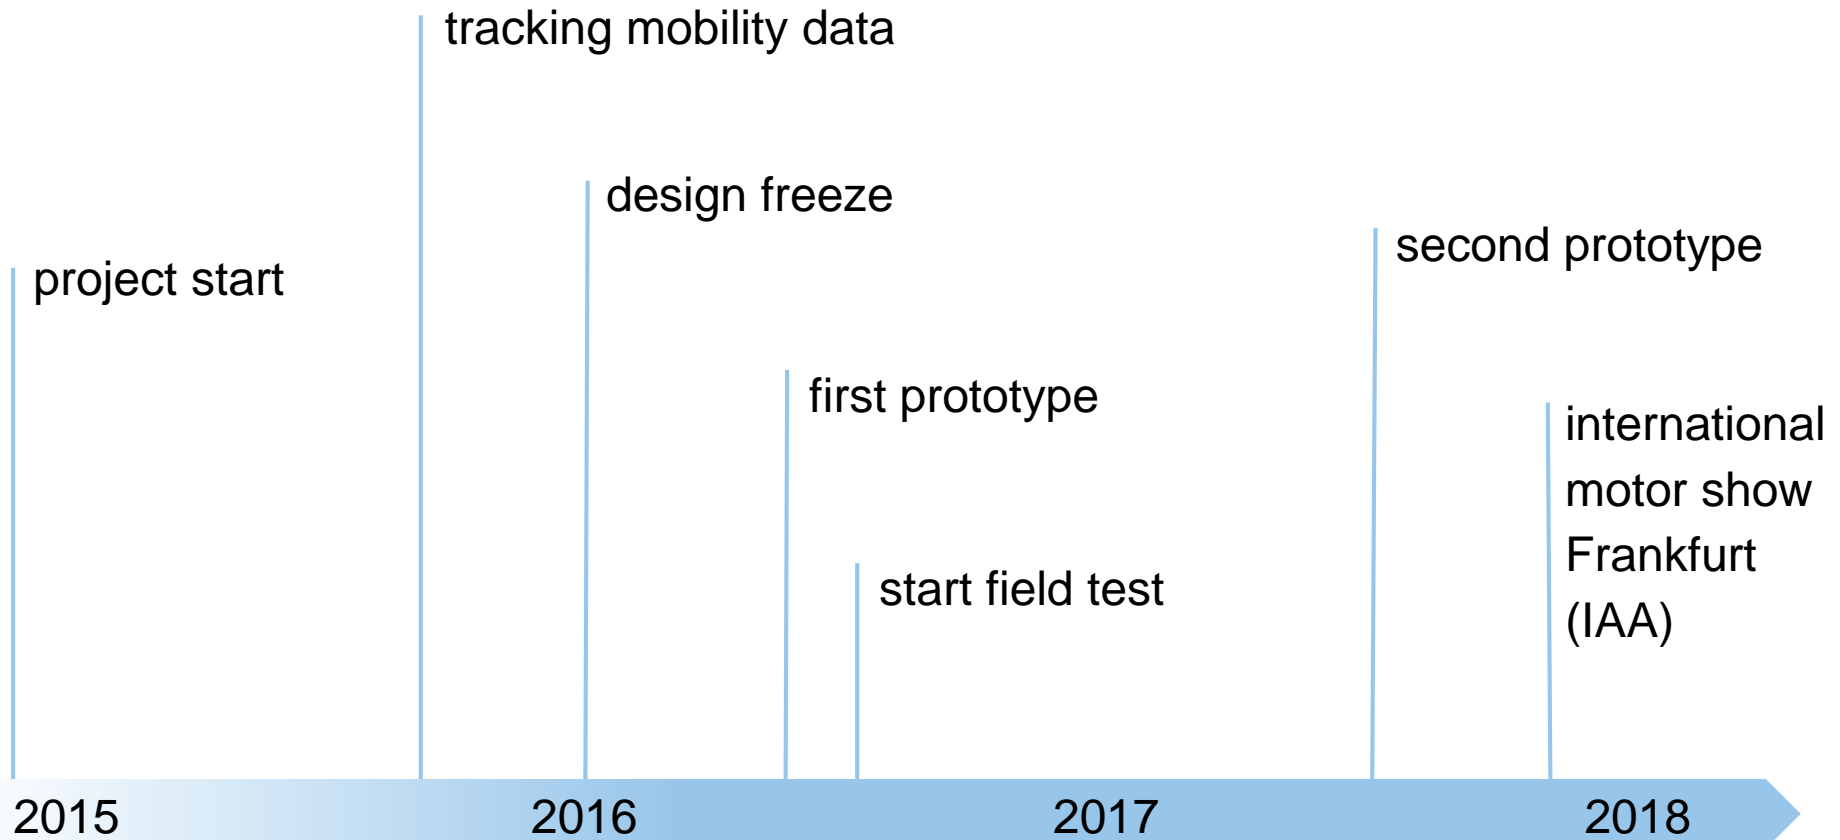 tracking mobility data
design freeze
second prototype
project start
first prototype
international
motor show
Frankfurt
(IAA)
start field test
2015
2016
2017
2018